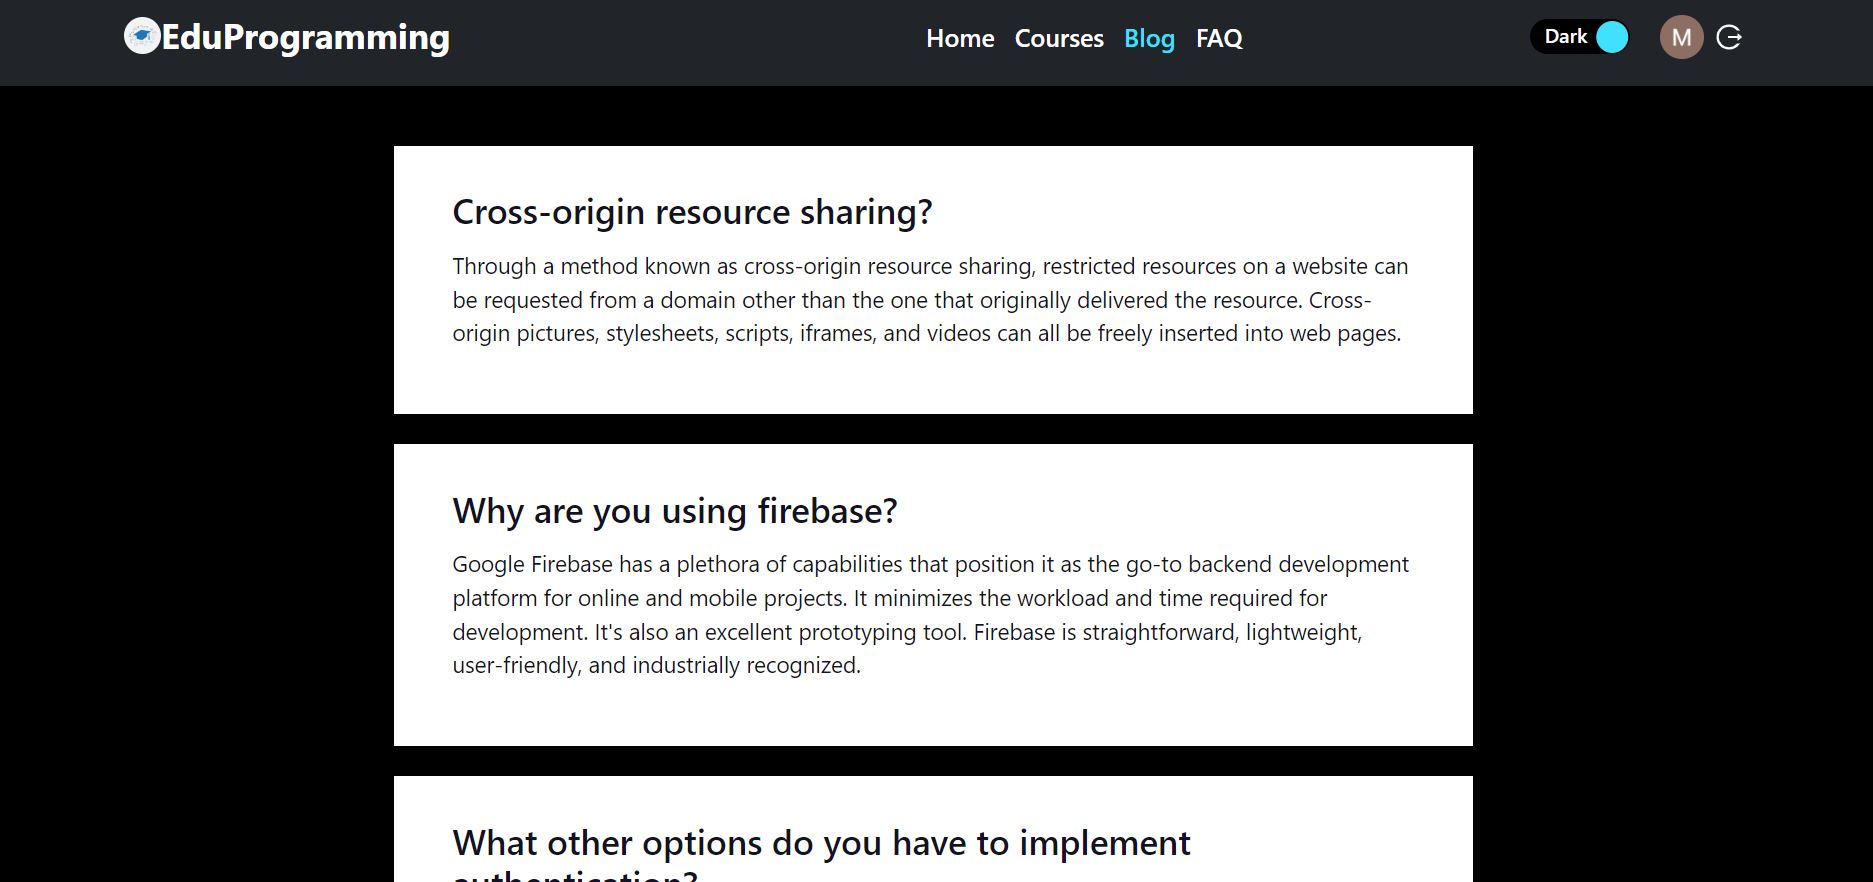 EduProgramming
Home Courses Blog FAQ
Dark
M
Cross-origin resource sharing?
Through a method known as cross-origin resource sharing, restricted resources on a website can
be requested from a domain other than the one that originally delivered the resource. Cross-
origin pictures, stylesheets, scripts, iframes, and videos can all be freely inserted into web pages.
Why are you using firebase?
Google Firebase has a plethora of capabilities that position it as the go-to backend development
platform for online and mobile projects. It minimizes the workload and time required for
development. It's also an excellent prototyping tool. Firebase is straightforward, lightweight,
user-friendly, and industrially recognized.
What other options do you have to implement
authentication?